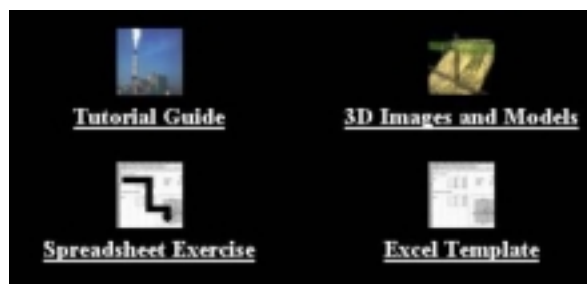 Tutorial Guide
3D Images and Models
Spreadsheet Exercise
Excel Template